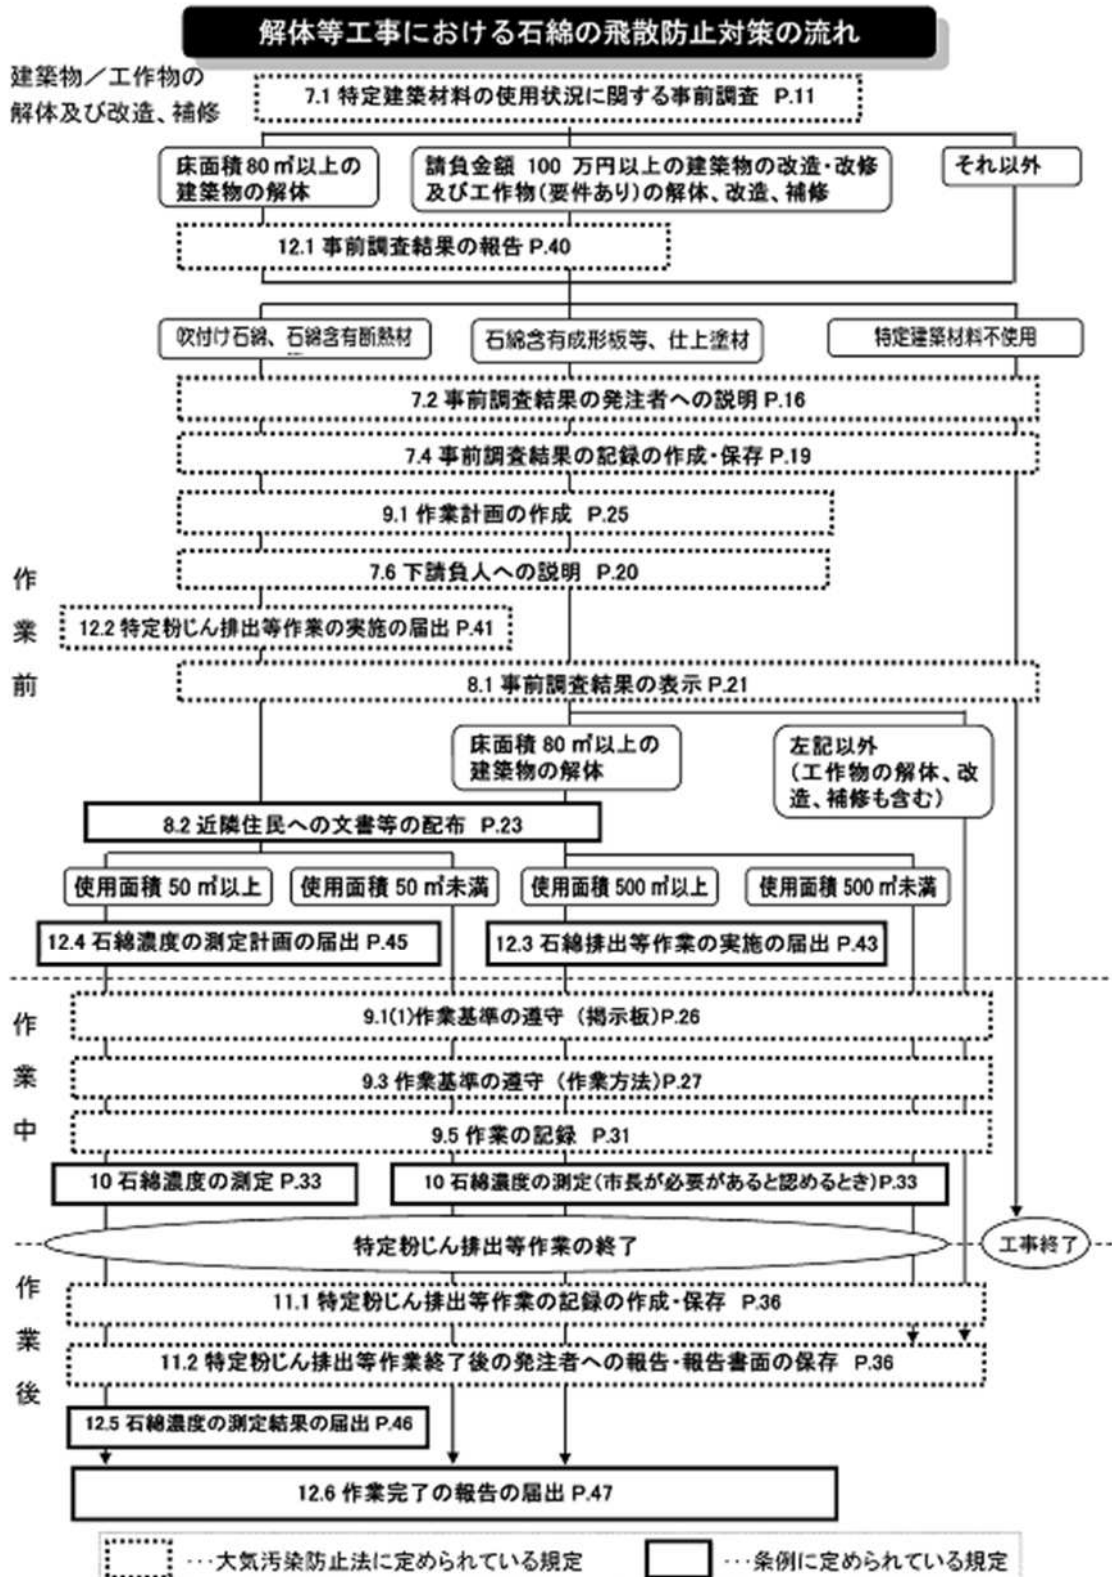 解体等工事における石綿の飛散防止対策の流れ
建築物／工作物の
解体及び改造、補修
7.1 特定建築材料の使用状況に関する事前調査 P.11
床面積80㎡以上の
建築物の解体
請負金額 100 万円以上の建築物の改造・改修
及び工作物(要件あり)の解体、改造、補修
それ以外
12.1 事前調査結果の報告 P.40
吹付け石綿、石綿含有断熱材
石綿含有成形板等、仕上塗材
特定建築材料不使用
7.2 事前調査結果の発注者への説明 P.16
7.4 事前調査結果の記録の作成・保存 P.19
9.1 作業計画の作成 P.25
7.6 下請負人への説明 P.20
12.2 特定粉じん排出等作業の実施の届出 P.41
8.1 事前調査結果の表示 P.21
作業前
床面積 80 ㎡以上の
建築物の解体
左記以外
(工作物の解体、改
造、補修も含む)
8.2 近隣住民への文書等の配布 P.23
使用面積 50 ㎡以上
使用面積 50 ㎡未満
使用面積 500 ㎡以上
使用面積 500 ㎡未満
12.4 石綿濃度の測定計画の届出 P.45
12.3 石綿排出等作業の実施の届出 P.43
作業中
9.1(1)作業基準の遵守 (掲示板)P.26
9.3 作業基準の遵守 (作業方法)P.27
9.5 作業の記録 P.31
10 石綿濃度の測定 P.33
10 石綿濃度の測定(市長が必要があると認めるとき)P.33
特定粉じん排出等作業の終了
工事終了
作業後
11.1 特定粉じん排出等作業の記録の作成・保存 P.36
11.2 特定粉じん排出等作業終了後の発注者への報告・報告書面の保存 P.36
12.5 石綿濃度の測定結果の届出 P.46
12.6 作業完了の報告の届出 P.47
…大気汚染防止法に定められている規定
…条例に定められている規定